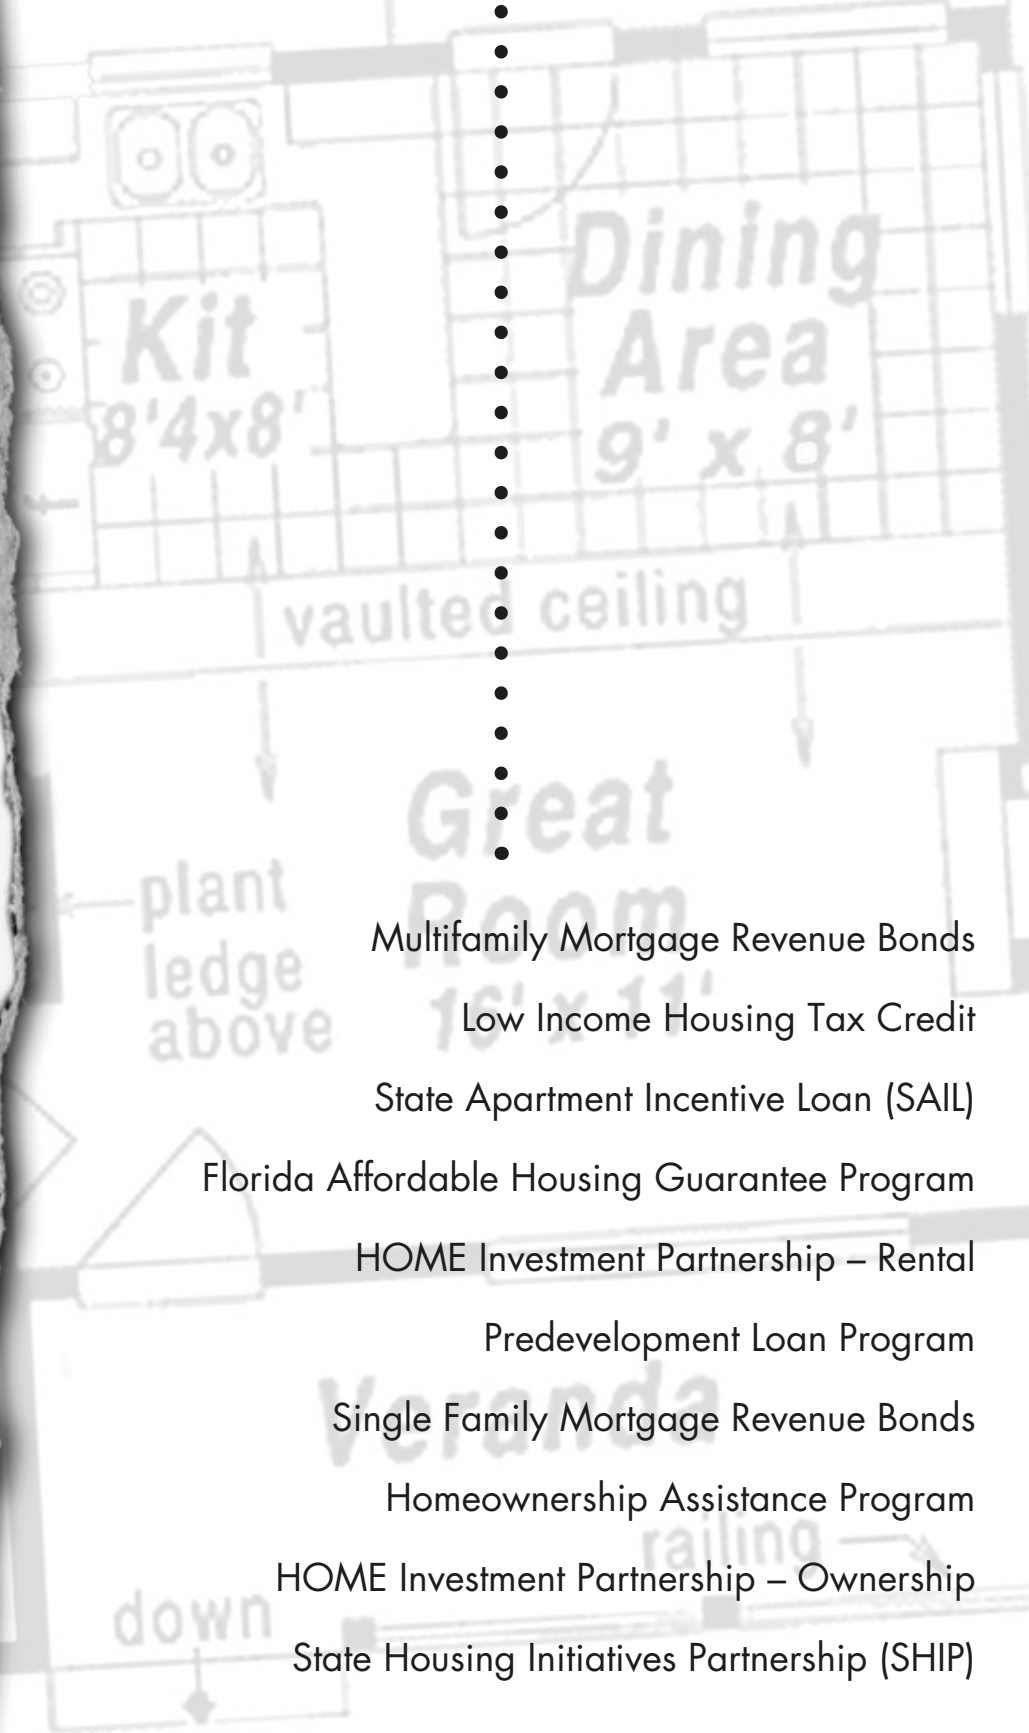 Dining
Area
9' x 8'
Kit
8'4x8'
vaulted ceiling
Great
Room
16' x 11'
plant
ledge
above
Multifamily Mortgage Revenue Bonds
Low Income Housing Tax Credit
State Apartment Incentive Loan (SAIL)
Florida Affordable Housing Guarantee Program
HOME Investment Partnership – Rental
Predevelopment Loan Program
Veranda
Single Family Mortgage Revenue Bonds
Homeownership Assistance Program
railing
HOME Investment Partnership – Ownership
down
State Housing Initiatives Partnership (SHIP)